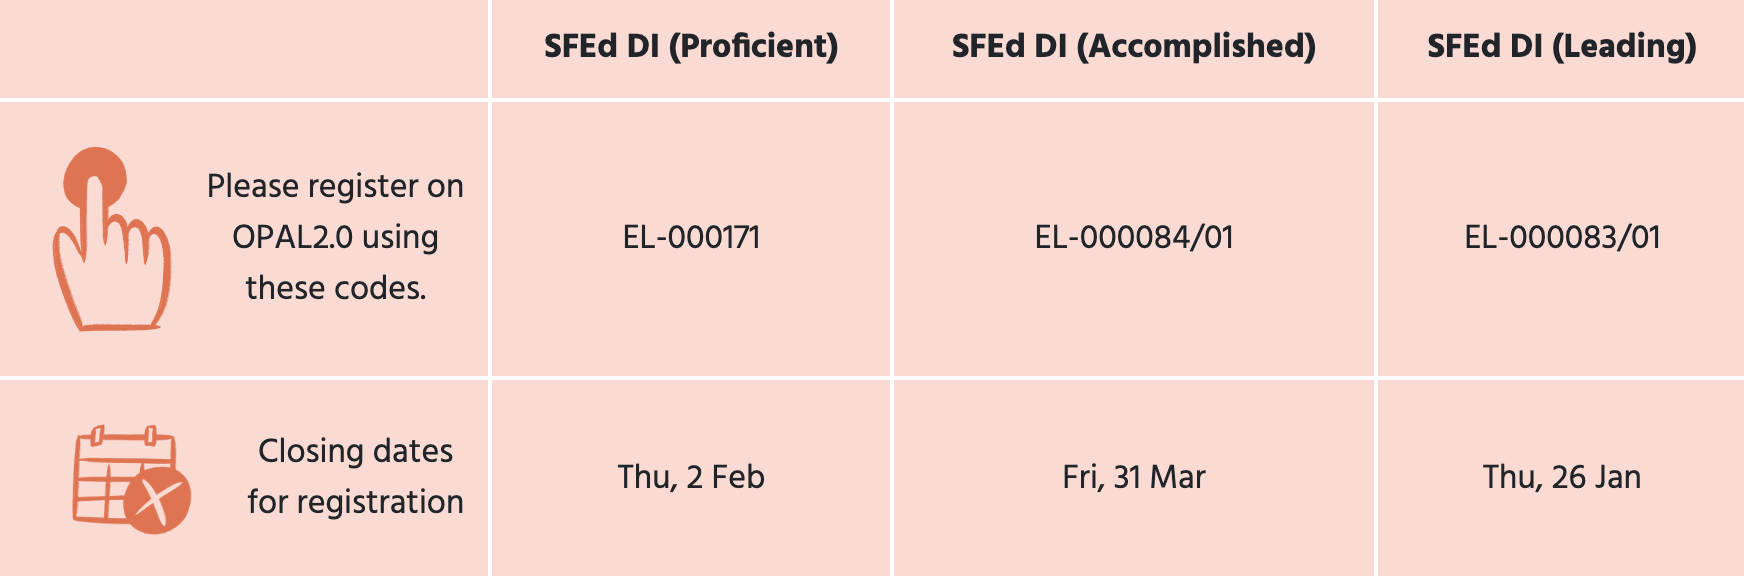 SFEd DI (Proficient)
SFEd DI (Accomplished)
SFEd DI (Leading)
Please register on
OPAL2.0 using
these codes.
EL-000171
EL-000084/01
EL-000083/01
Closing dates
for registration
Thu, 2 Feb
Fri, 31 Mar
Thu, 26 Jan